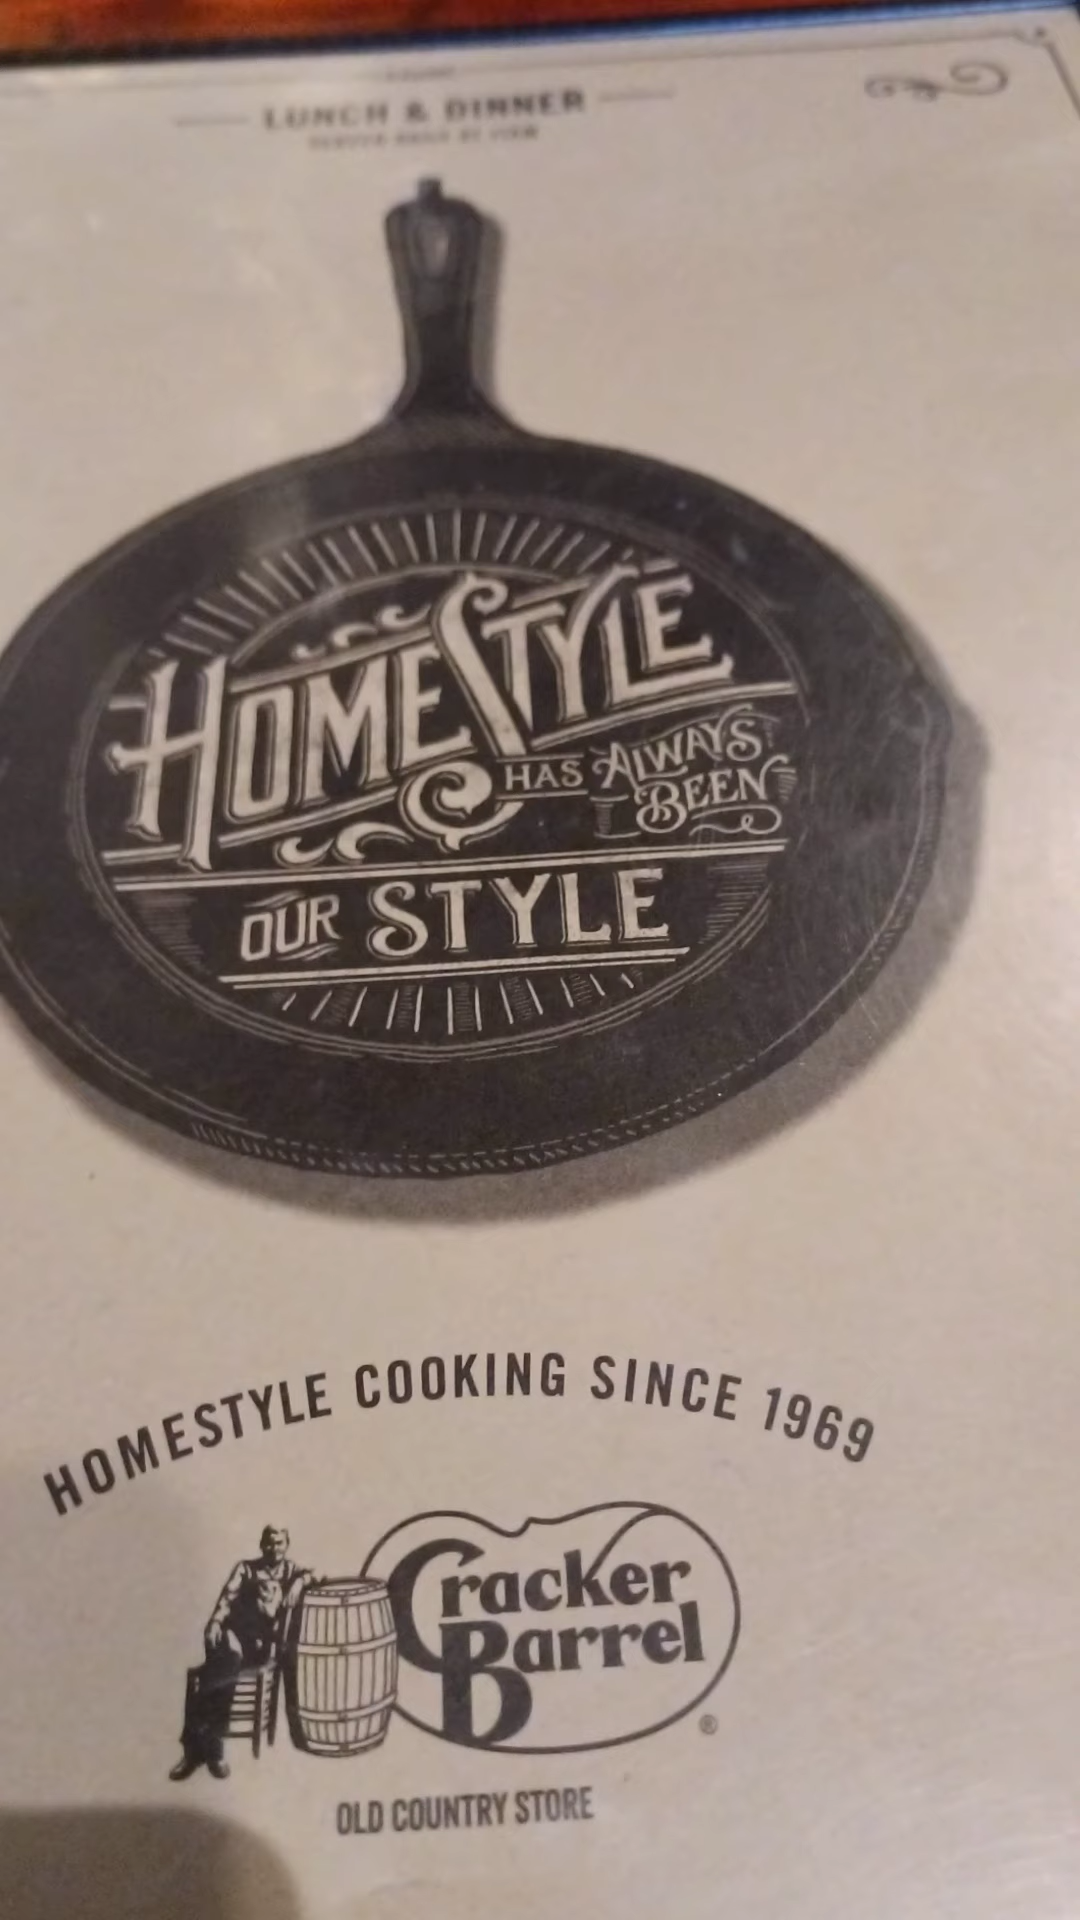 LUNCH & DINNER
HOMESTYLE
HAS ALWAYS
BEEN
OUR STYLE
HOMESTYLE COOKING SINCE 1969
Cracker
Barrel
®
OLD COUNTRY STORE